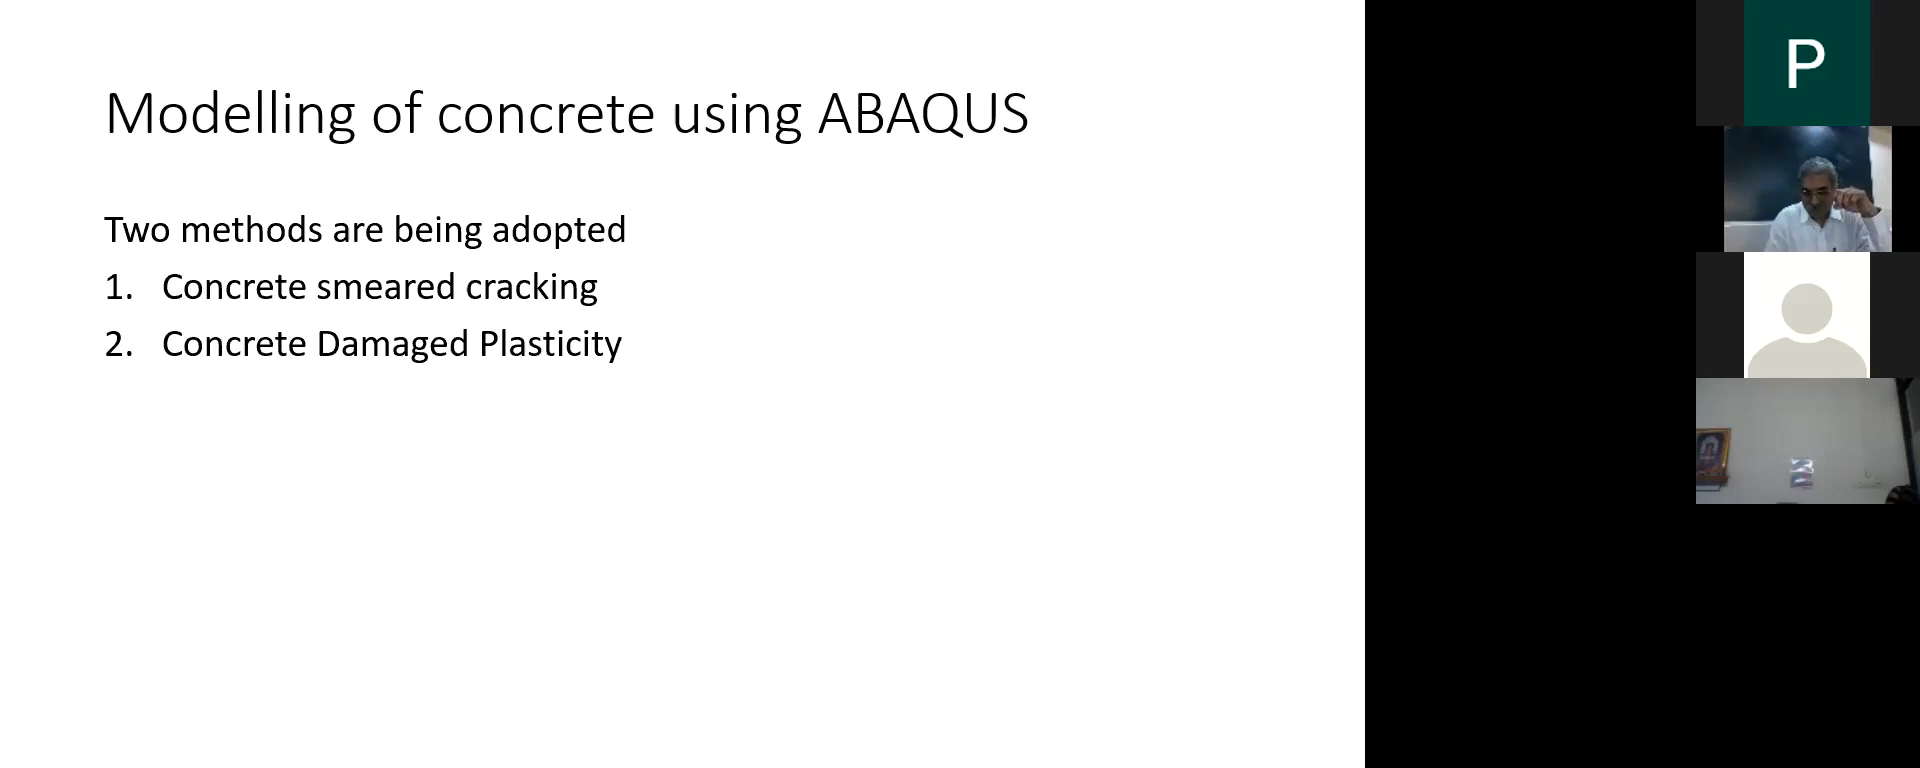 Modelling of concrete using ABAQUS
Two methods are being adopted
1. Concrete smeared cracking
2. Concrete Damaged Plasticity
P